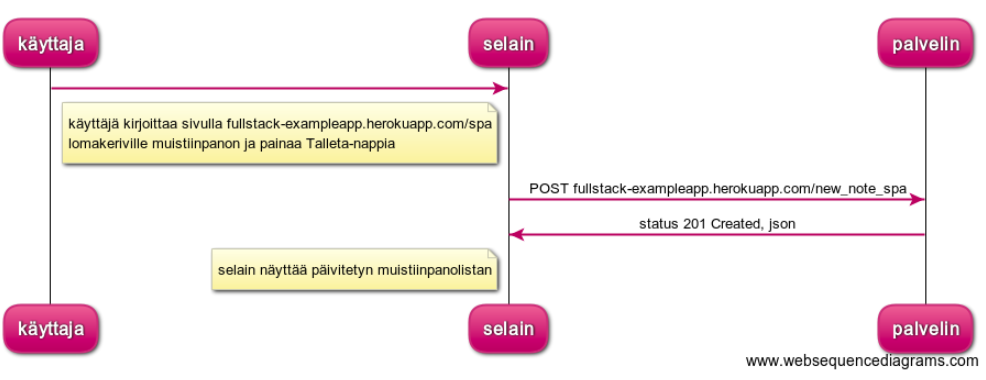 käyttaja
selain
palvelin
käyttäjä kirjoittaa sivulla fullstack-exampleapp.herokuapp.com/spa
lomakeriville muistiinpanon ja painaa Talleta-nappia
POST fullstack-exampleapp.herokuapp.com/new_note_spa
status 201 Created, json
selain näyttää päivitetyn muistiinpanolistan
käyttaja
selain
palvelin
www.websequencediagrams.com